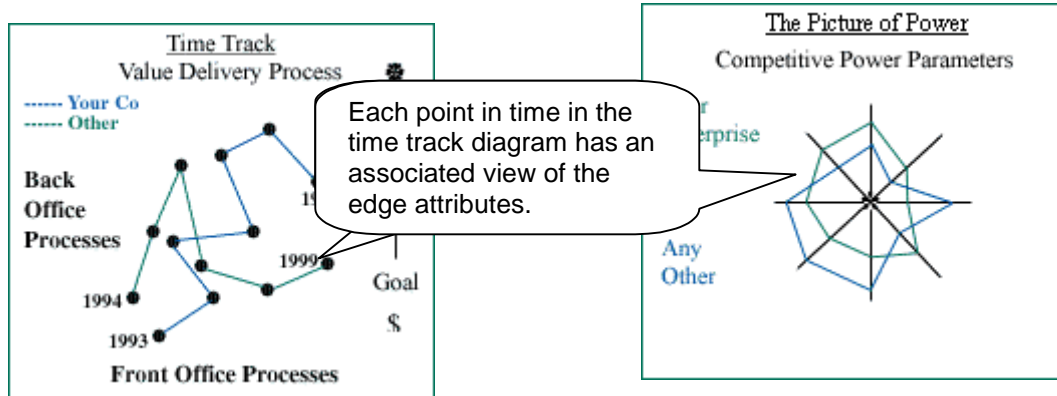 Time Track
Value Delivery Process
------ Your Co
------ Other
Back
Office
Processes
1994
1993
1999
Goal
$
Front Office Processes
Each point in time in the
time track diagram has an
associated view of the
edge attributes.
The Picture of Power
Competitive Power Parameters
Any
Other